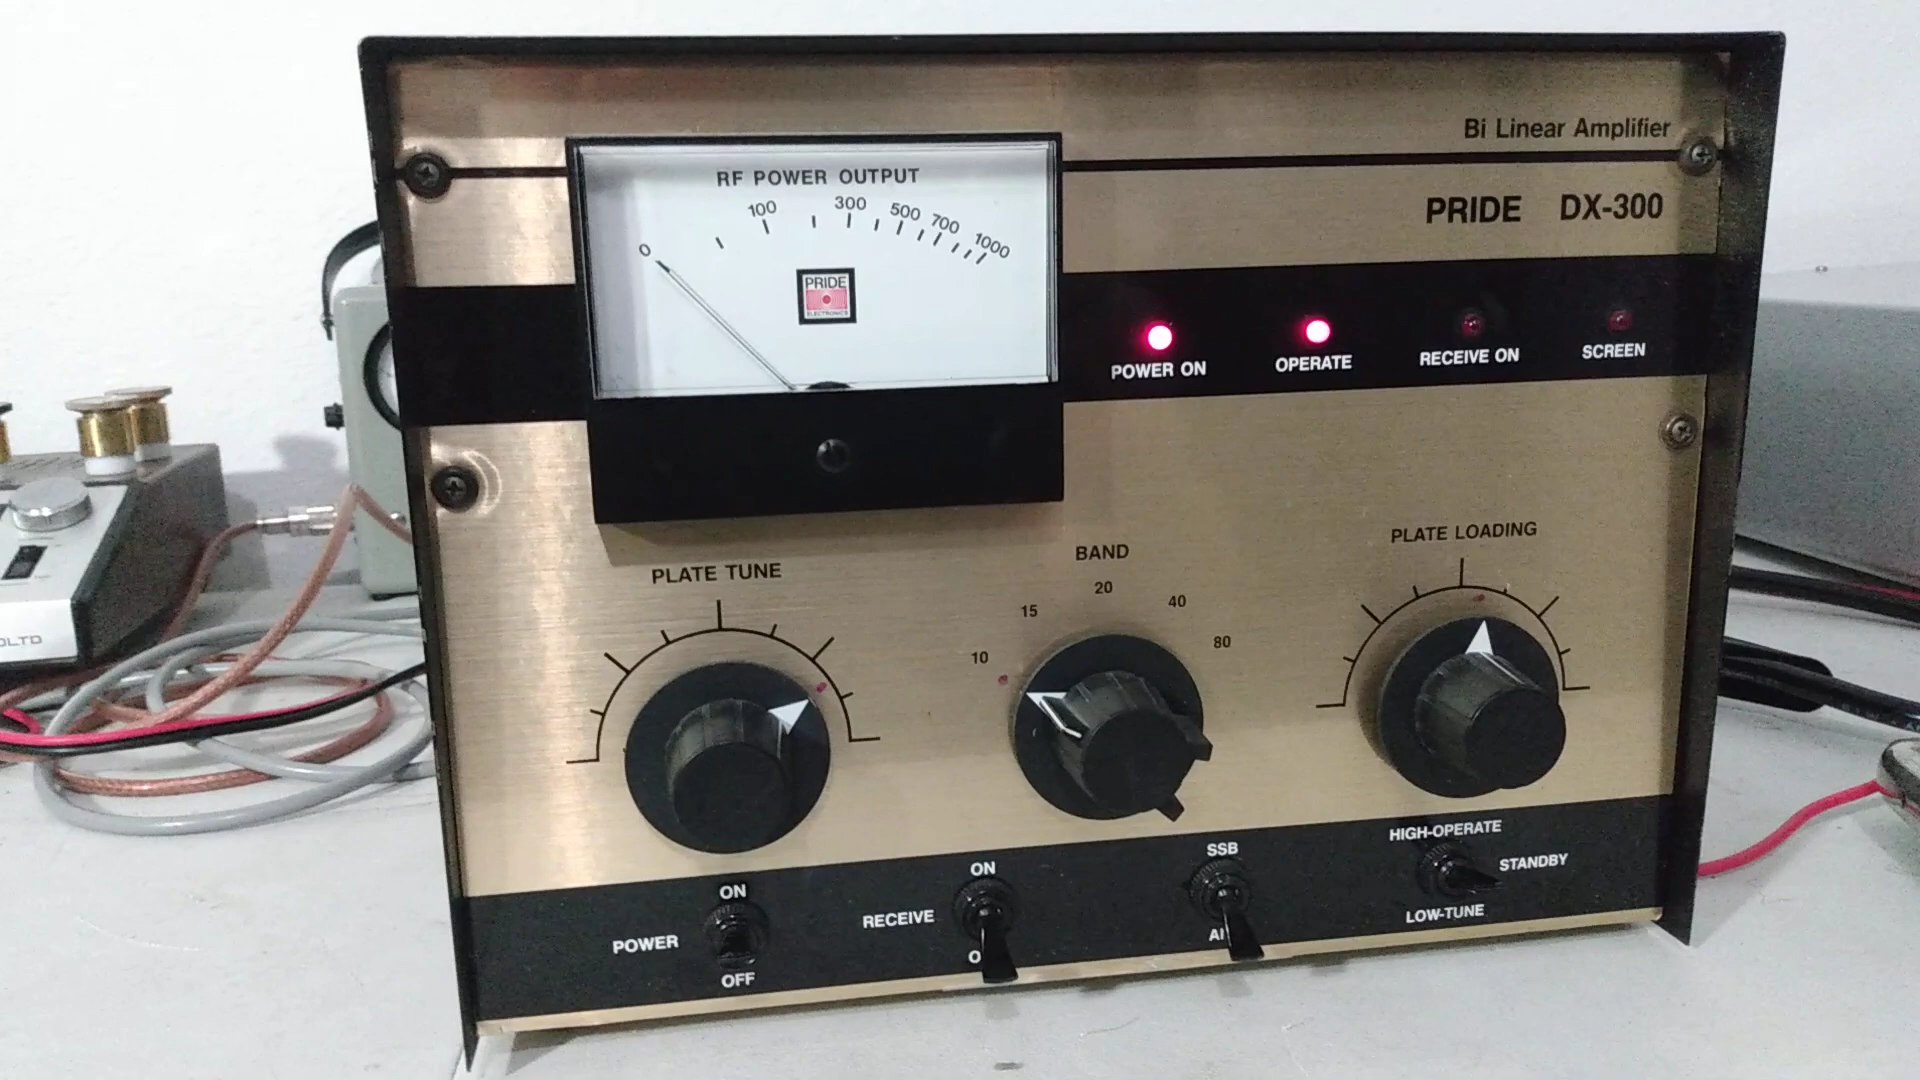 Bi Linear Amplifier
PRIDE DX-300
RF POWER OUTPUT
0 100 300 500 700 1000
PRIDE
ELECTRONICS
POWER ON
OPERATE
RECEIVE ON
SCREEN
PLATE TUNE
BAND
PLATE LOADING
10 15 20 40 80
ON
POWER
OFF
ON
RECEIVE
O
SSB
A
HIGH-OPERATE
STANDBY
LOW-TUNE
OLTD